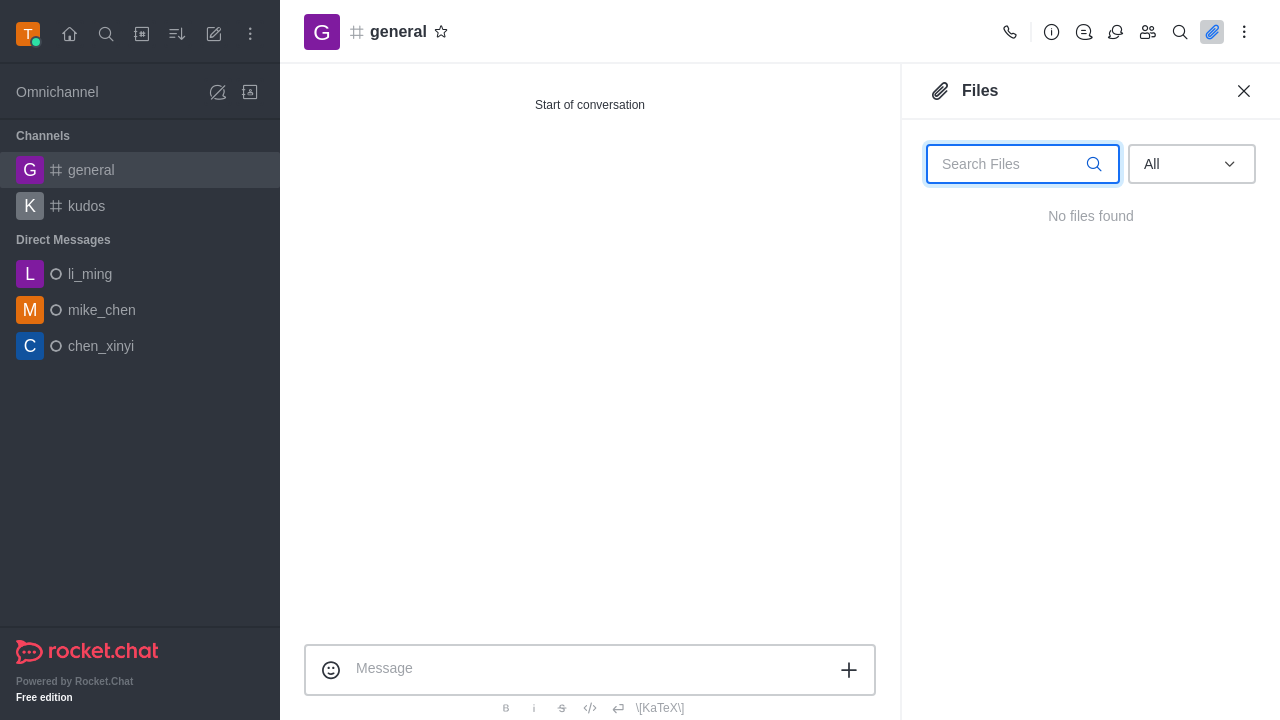 T
Omnichannel
Channels
G general
K kudos
Direct Messages
L li_ming
M mike_chen
C chen_xinyi
rocket.chat
Powered by Rocket.Chat
Free edition
G general
Start of conversation
Message
B i S \[KaTeX\]
Files
Search Files
All
No files found